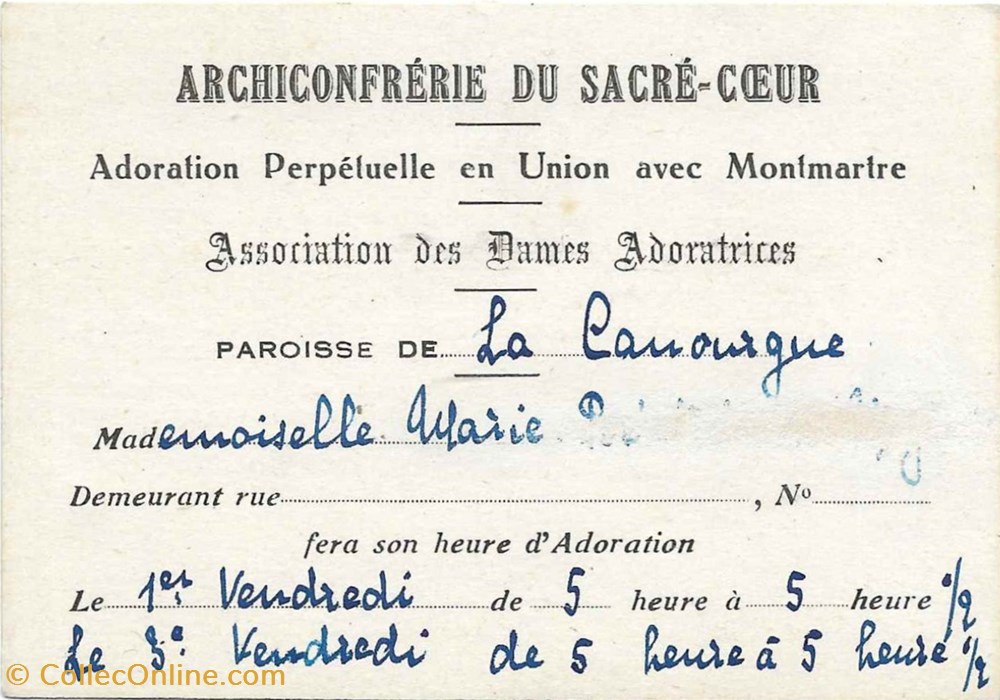 ARCHICONFRÉRIE DU SACRÉ-CŒUR
Adoration Perpétuelle en Union avec Montmartre
Association des Dames Adoratrices
PAROISSE DE La Canourgue
Mademoiselle Marie
Demeurant rue , Nº
fera son heure d'Adoration
Le 1er Vendredi de 5 heure à 5 heure 1/2
Le 3e Vendredi de 5 heure à 5 heure 1/2
© CollecOnline.com